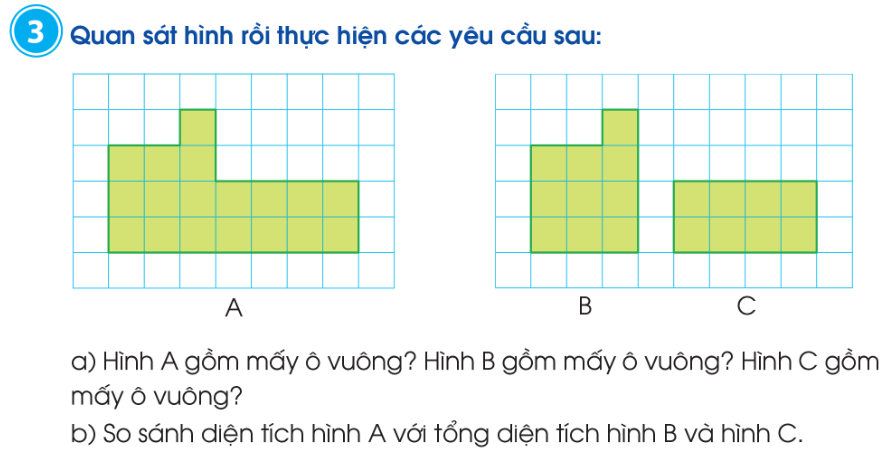 3 Quan sát hình rồi thực hiện các yêu cầu sau:
A
B
C
a) Hình A gồm mấy ô vuông? Hình B gồm mấy ô vuông? Hình C gồm
mấy ô vuông?
b) So sánh diện tích hình A với tổng diện tích hình B và hình C.